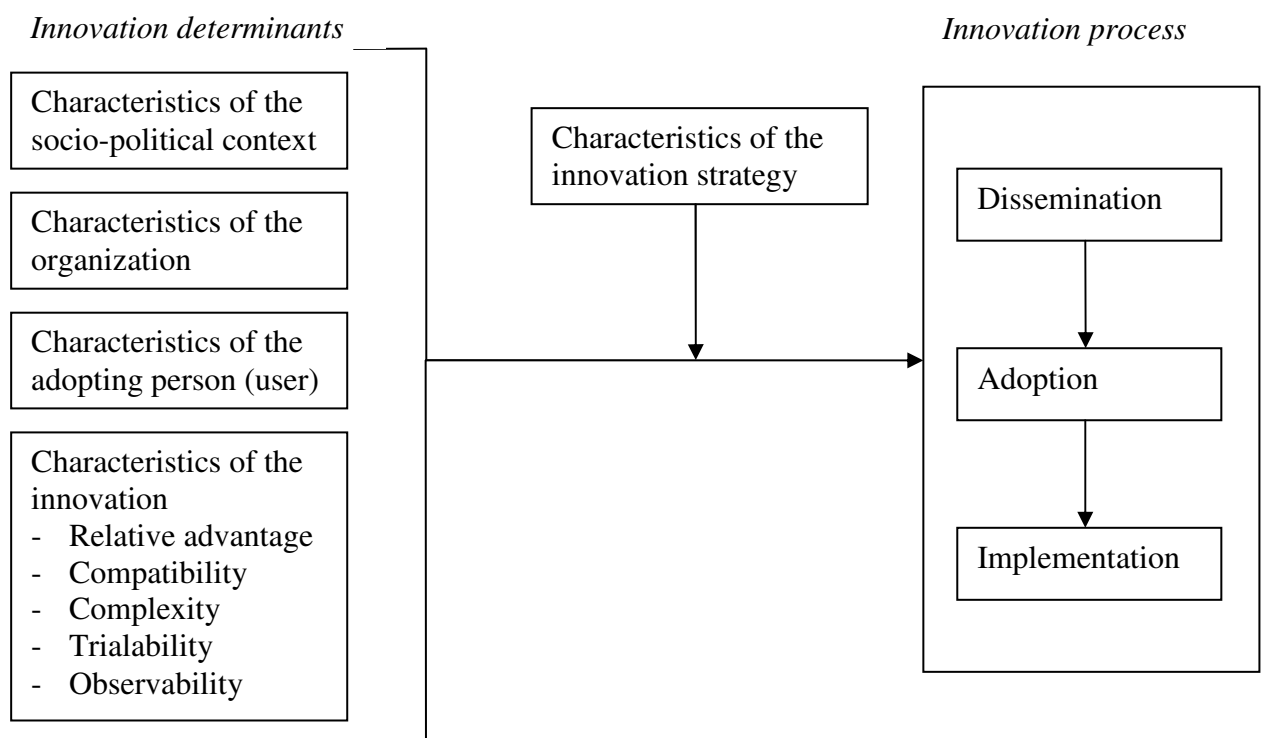 Innovation determinants
Characteristics of the
socio-political context
Characteristics of the
organization
Characteristics of the
adopting person (user)
Characteristics of the
innovation
- Relative advantage
- Compatibility
- Complexity
- Trialability
- Observability
Characteristics of the
innovation strategy
Innovation process
Dissemination
Adoption
Implementation